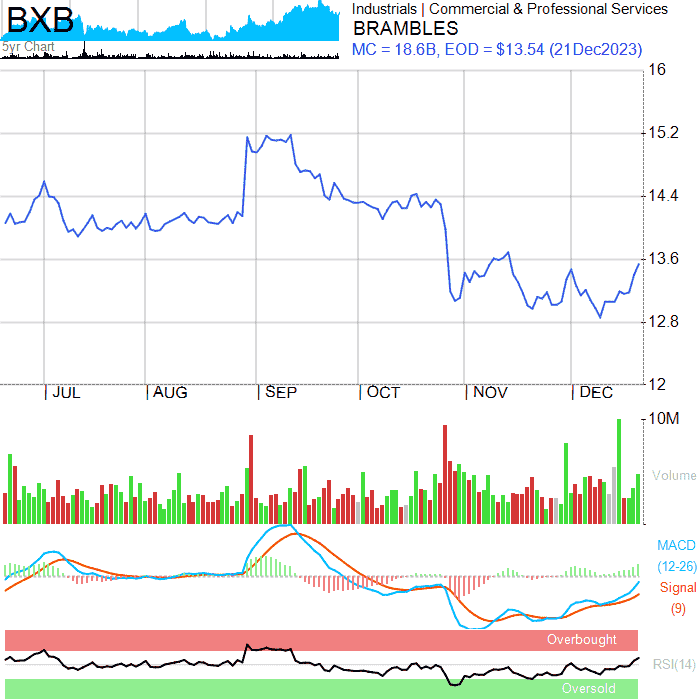 BXB
5yr Chart
Industrials | Commercial & Professional Services
BRAMBLES
MC = 18.6B, EOD = $13.54 (21Dec2023)
16
15.2
14.4
13.6
12.8
12
JUL AUG SEP OCT NOV DEC
10M
Volume
MACD
(12-26)
Signal
(9)
Overbought
RSI(14)
Oversold